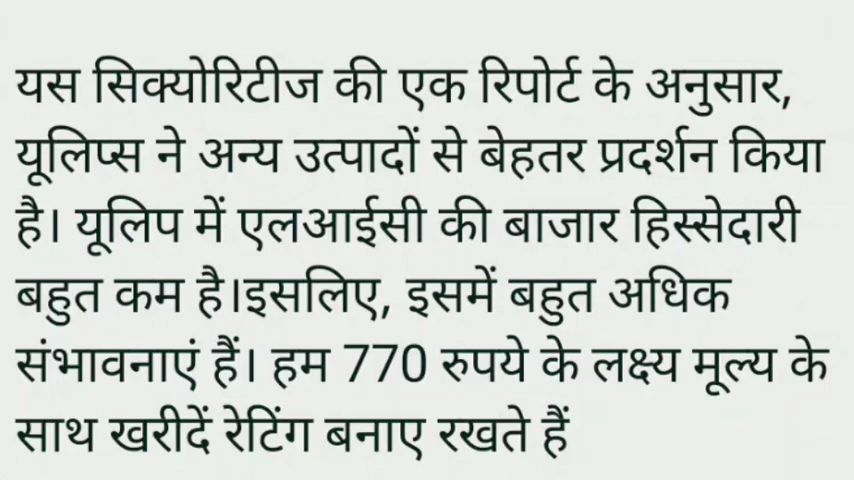 यस सिक्योरिटीज की एक रिपोर्ट के अनुसार,
यूलिप्स ने अन्य उत्पादों से बेहतर प्रदर्शन किया
है। यूलिप में एलआईसी की बाजार हिस्सेदारी
बहुत कम है।इसलिए, इसमें बहुत अधिक
संभावनाएं हैं। हम 770 रुपये के लक्ष्य मूल्य के
साथ खरीदें रेटिंग बनाए रखते हैं